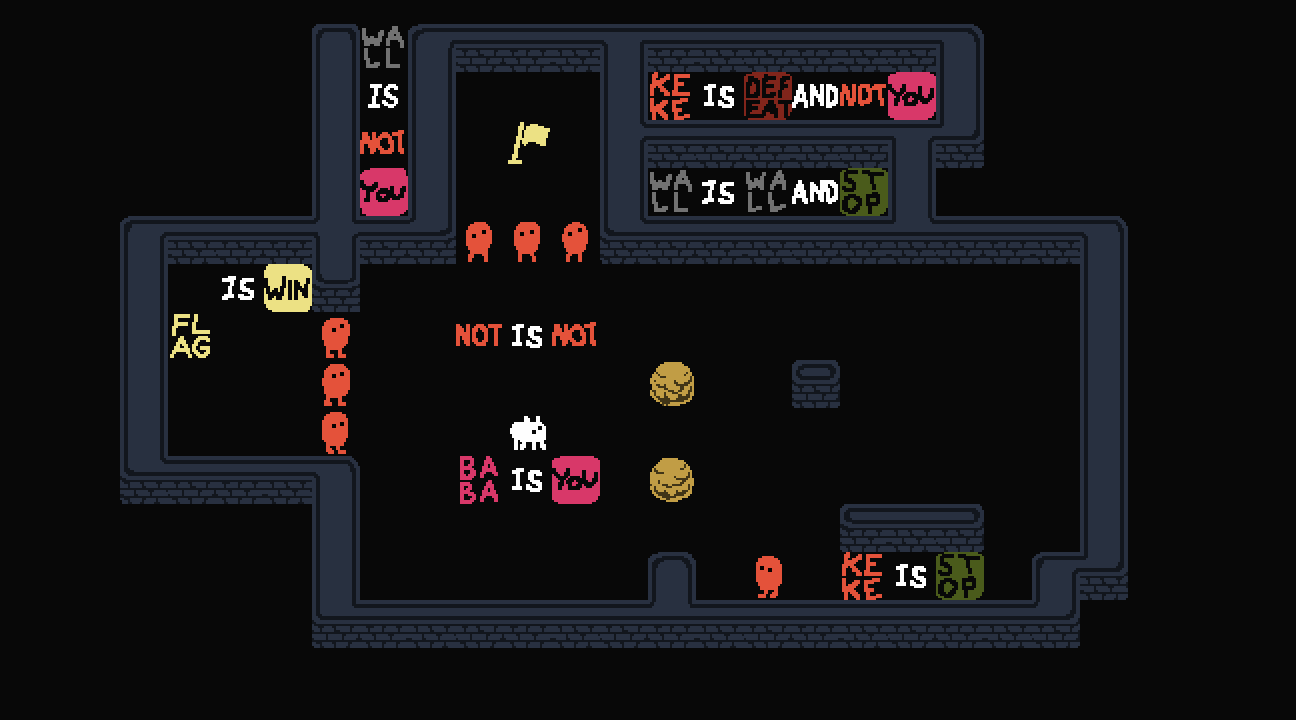 WALL
IS
NOT
YOU
KEKE IS DEFEAT AND NOT YOU
WALL IS WALL AND STOP
IS WIN
FLAG
NOT IS NOT
BABA IS YOU
KEKE IS STOP